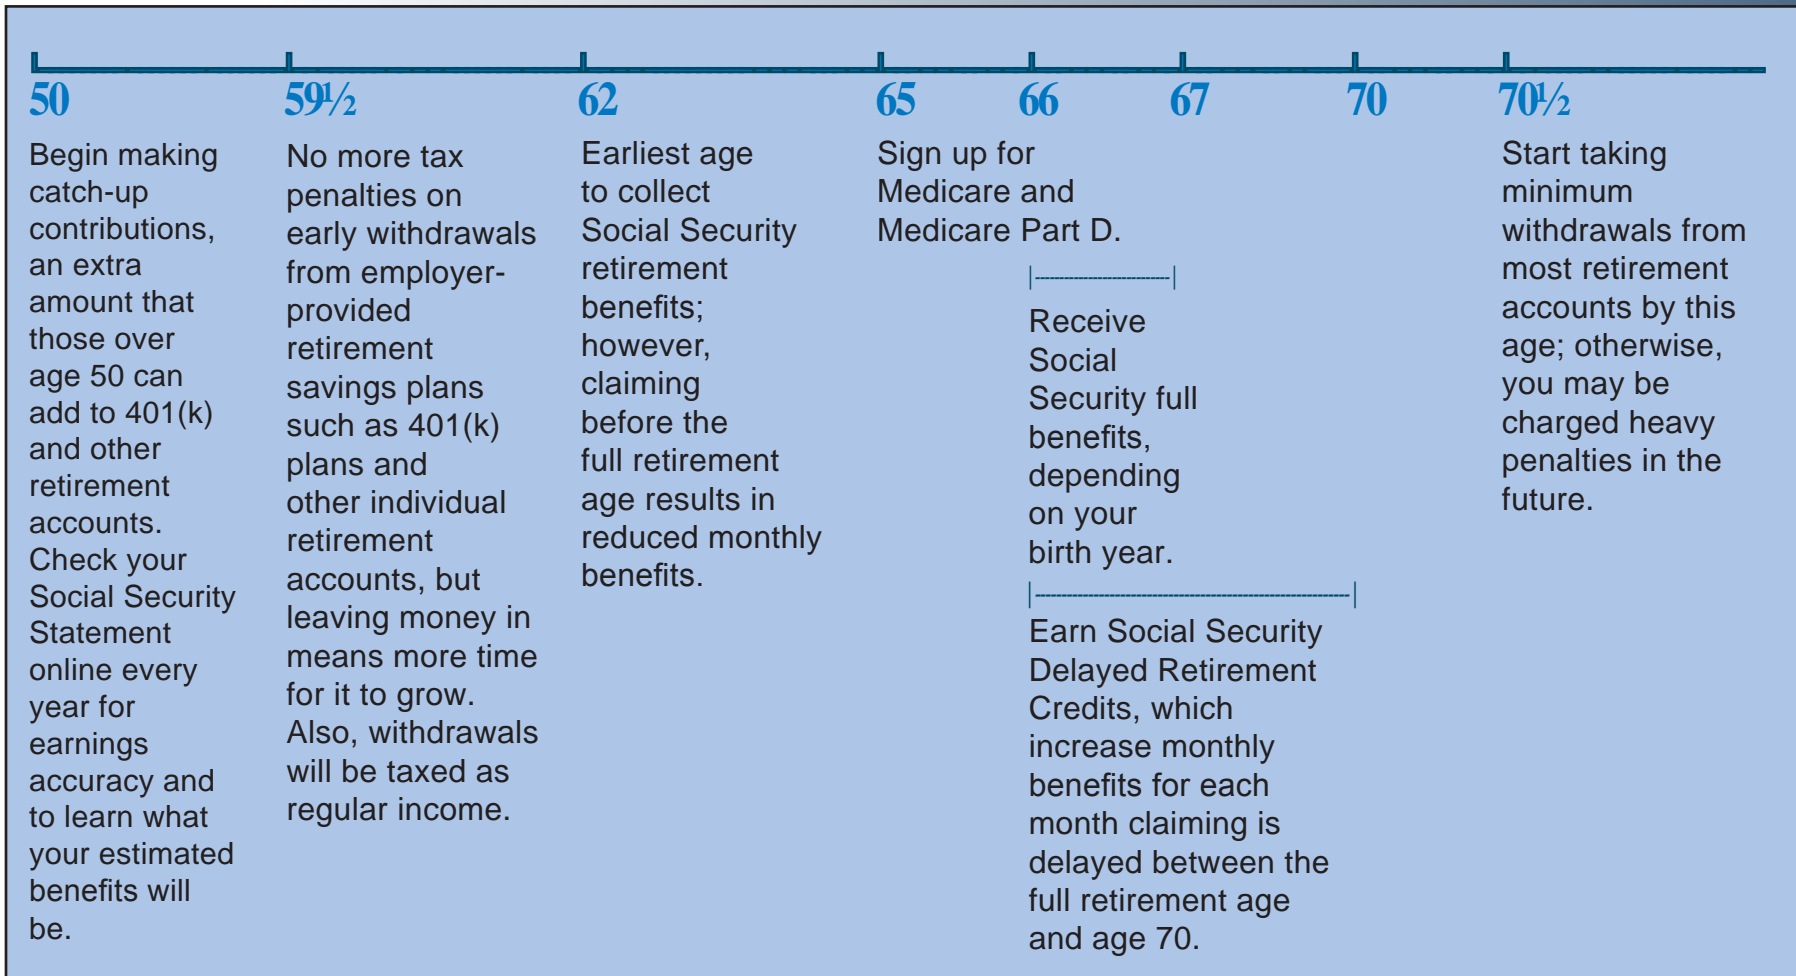 50
59½
62
65
66
67
70
70½
Begin making
catch-up
contributions,
an extra
amount that
those over
age 50 can
add to 401(k)
and other
retirement
accounts.
Check your
Social Security
Statement
online every
year for
earnings
accuracy and
to learn what
your estimated
benefits will
be.
No more tax
penalties on
early withdrawals
from employer-
provided
retirement
savings plans
such as 401(k)
plans and
other individual
retirement
accounts, but
leaving money in
means more time
for it to grow.
Also, withdrawals
will be taxed as
regular income.
Earliest age
to collect
Social Security
retirement
benefits;
however,
claiming
before the
full retirement
age results in
reduced monthly
benefits.
Sign up for
Medicare and
Medicare Part D.
Receive
Social
Security full
benefits,
depending
on your
birth year.
Earn Social Security
Delayed Retirement
Credits, which
increase monthly
benefits for each
month claiming is
delayed between the
full retirement age
and age 70.
Start taking
minimum
withdrawals from
most retirement
accounts by this
age; otherwise,
you may be
charged heavy
penalties in the
future.